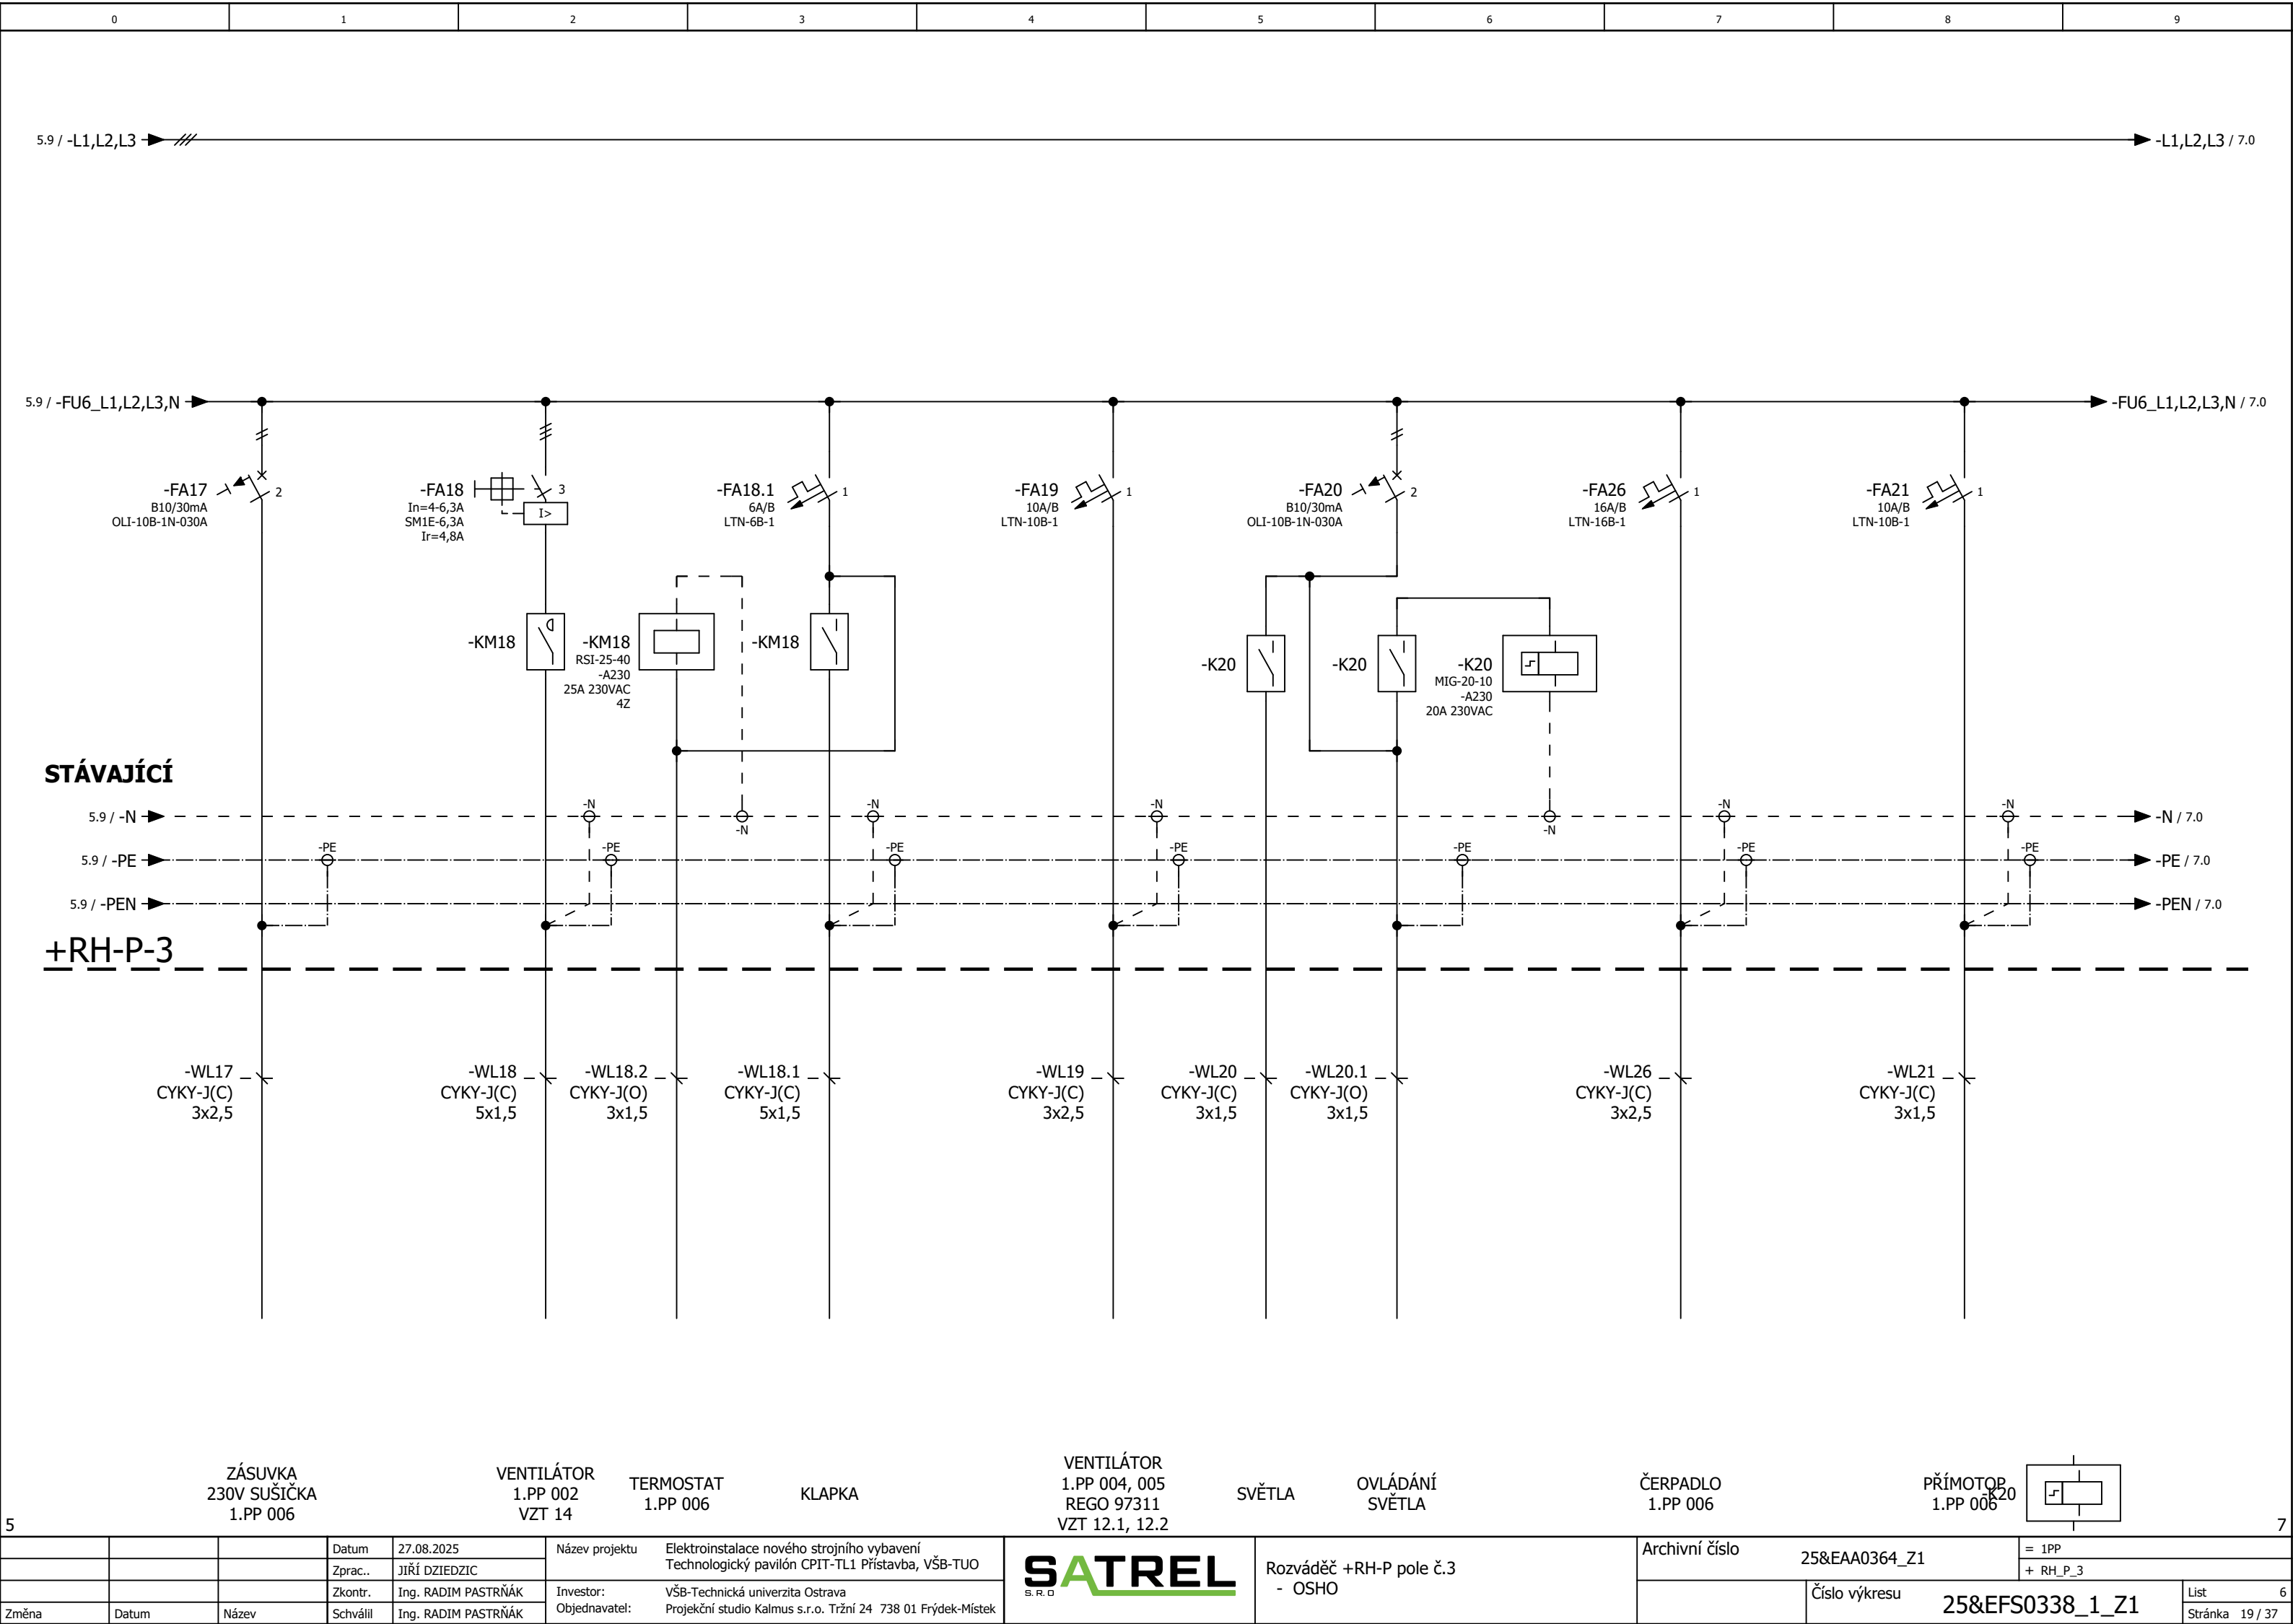 0 1 2 3 4 5 6 7 8 9
5.9 / -L1,L2,L3
-L1,L2,L3 / 7.0
5.9 / -FU6_L1,L2,L3,N
-FU6_L1,L2,L3,N / 7.0
-FA17
B10/30mA
OLI-10B-1N-030A
2
-FA18
In=4-6,3A
SM1E-6,3A
Ir=4,8A
3
I>
-FA18.1
6A/B
LTN-6B-1
1
-FA19
10A/B
LTN-10B-1
1
-FA20
B10/30mA
OLI-10B-1N-030A
2
-FA26
16A/B
LTN-16B-1
1
-FA21
10A/B
LTN-10B-1
1
-KM18
-KM18
RSI-25-40
-A230
25A 230VAC
4Z
-KM18
-K20
-K20
-K20
MIG-20-10
-A230
20A 230VAC
STÁVAJÍCÍ
5.9 / -N
-N
-N
-N
-N
-N
-N
-N
-N / 7.0
5.9 / -PE
-PE
-PE
-PE
-PE
-PE
-PE
-PE
-PE / 7.0
5.9 / -PEN
-PEN / 7.0
+RH-P-3
-WL17
CYKY-J(C)
3x2,5
-WL18
CYKY-J(C)
5x1,5
-WL18.2
CYKY-J(O)
3x1,5
-WL18.1
CYKY-J(C)
5x1,5
-WL19
CYKY-J(C)
3x2,5
-WL20
CYKY-J(C)
3x1,5
-WL20.1
CYKY-J(O)
3x1,5
-WL26
CYKY-J(C)
3x2,5
-WL21
CYKY-J(C)
3x1,5
ZÁSUVKA
230V SUŠIČKA
1.PP 006
VENTILÁTOR
1.PP 002
VZT 14
TERMOSTAT
1.PP 006
KLAPKA
VENTILÁTOR
1.PP 004, 005
REGO 97311
VZT 12.1, 12.2
SVĚTLA
OVLÁDÁNÍ
SVĚTLA
ČERPADLO
1.PP 006
PŘÍMOTOP
1.PP 006
-K20
5
7
Změna
Datum
Název
Datum 27.08.2025
Zprac.. JIŘÍ DZIEDZIC
Zkontr. Ing. RADIM PASTRŇÁK
Schválil Ing. RADIM PASTRŇÁK
Název projektu Elektroinstalace nového strojního vybavení
Technologický pavilón CPIT-TL1 Přístavba, VŠB-TUO
Investor: VŠB-Technická univerzita Ostrava
Objednavatel: Projekční studio Kalmus s.r.o. Tržní 24 738 01 Frýdek-Místek
SATREL
S.R.O
Rozváděč +RH-P pole č.3
- OSHO
Archivní číslo 25&EAA0364_Z1
= 1PP
+ RH_P_3
Číslo výkresu 25&EFS0338_1_Z1
List 6
Stránka 19 / 37